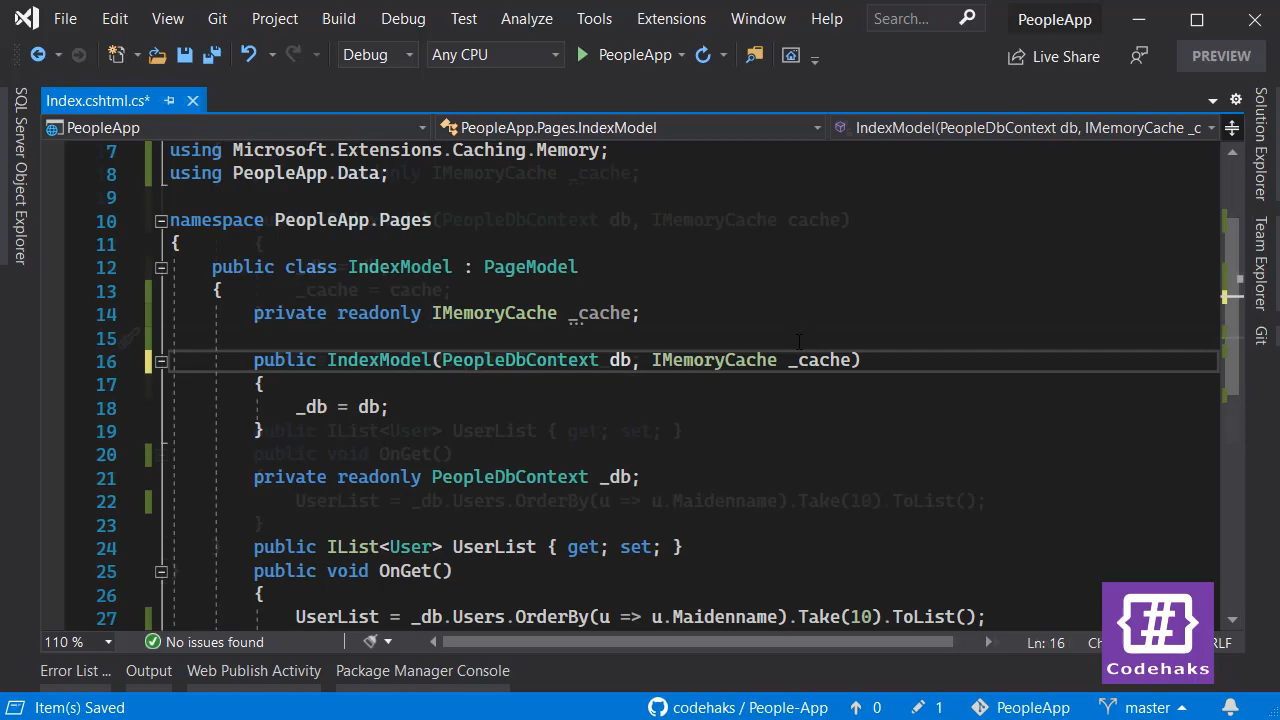 File Edit View Git Project Build Debug Test Analyze Tools Extensions Window Help Search... PeopleApp
Debug Any CPU PeopleApp Live Share PREVIEW
SQL Server Object Explorer
Index.cshtml.cs*
PeopleApp PeopleApp.Pages.IndexModel IndexModel(PeopleDbContext db, IMemoryCache _c
7 using Microsoft.Extensions.Caching.Memory;
8 using PeopleApp.Data;
9
10 namespace PeopleApp.Pages
11 {
12 public class IndexModel : PageModel
13 {
14 private readonly IMemoryCache _cache;
15
16 public IndexModel(PeopleDbContext db, IMemoryCache _cache)
17 {
18 _db = db;
19 }
20
21 private readonly PeopleDbContext _db;
22
23
24 public IList<User> UserList { get; set; }
25 public void OnGet()
26 {
27 UserList = _db.Users.OrderBy(u => u.Maidenname).Take(10).ToList();
Solution Explorer
Team Explorer
Git
110 % No issues found Ln: 16
#
Codehaks
Error List ... Output Web Publish Activity Package Manager Console
Item(s) Saved codehaks / People-App 0 1 PeopleApp master